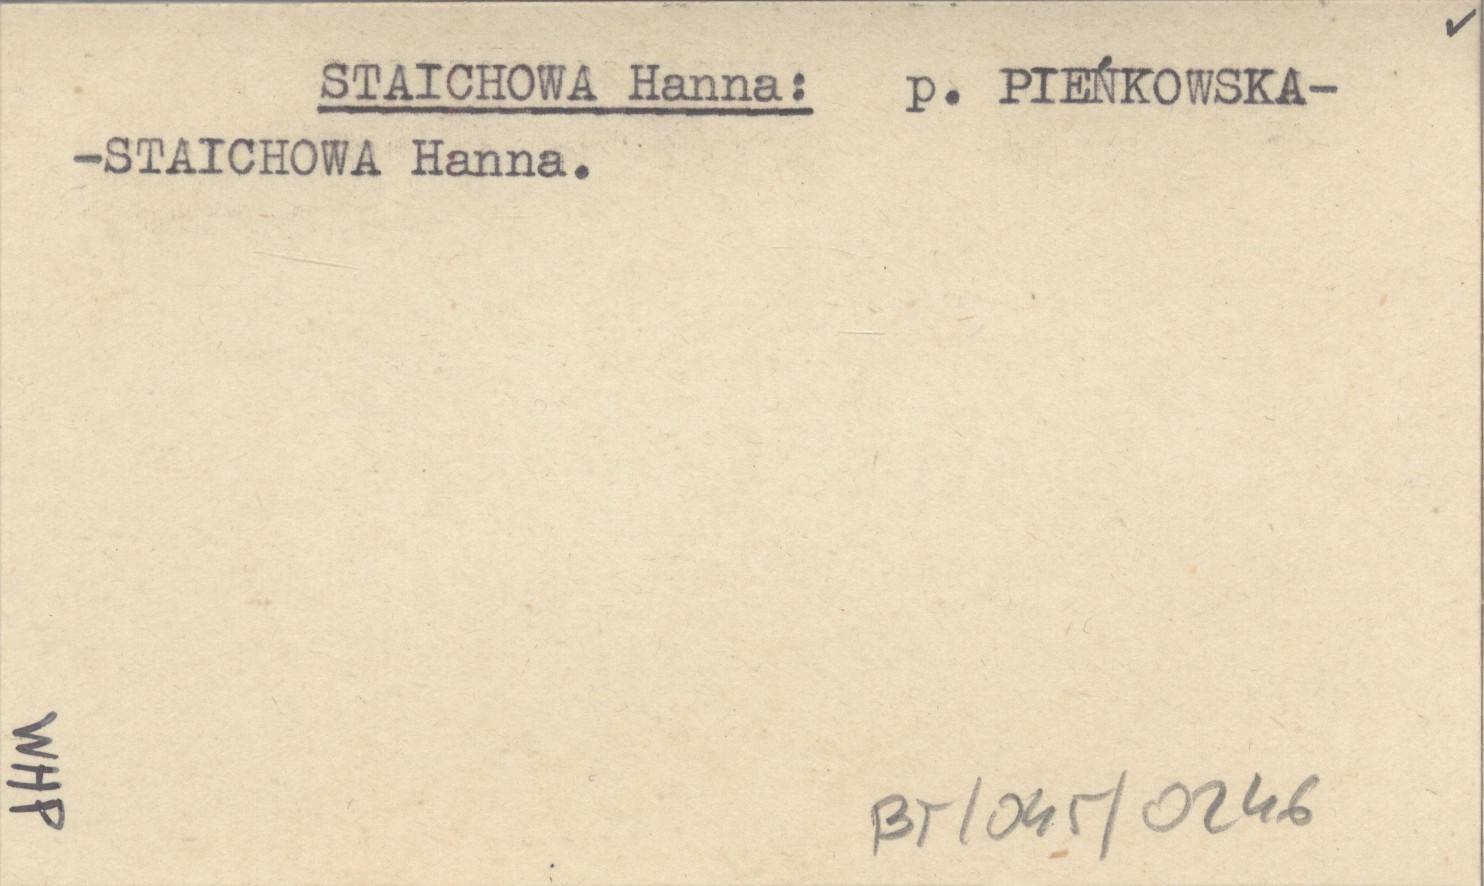 STAICHOWA Hanna: p. PIEŃKOWSKA-
-STAICHOWA Hanna.
WHP
BT/045/0246